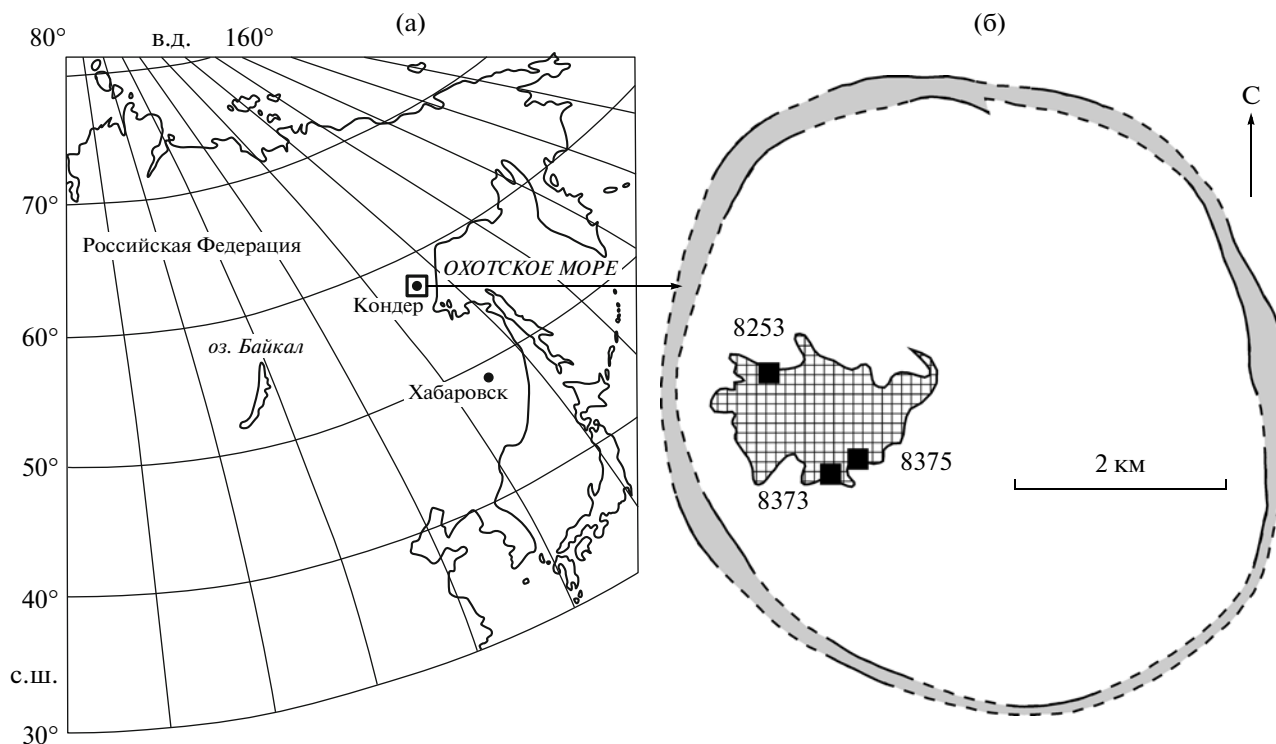 (а)
(б)
80°
в.д.
160°
С
70°
Российская Федерация
ОХОТСКОЕ МОРЕ
Кондер
60°
оз. Байкал
8253
Хабаровск
8375
2 км
50°
8373
40°
с.ш.
30°